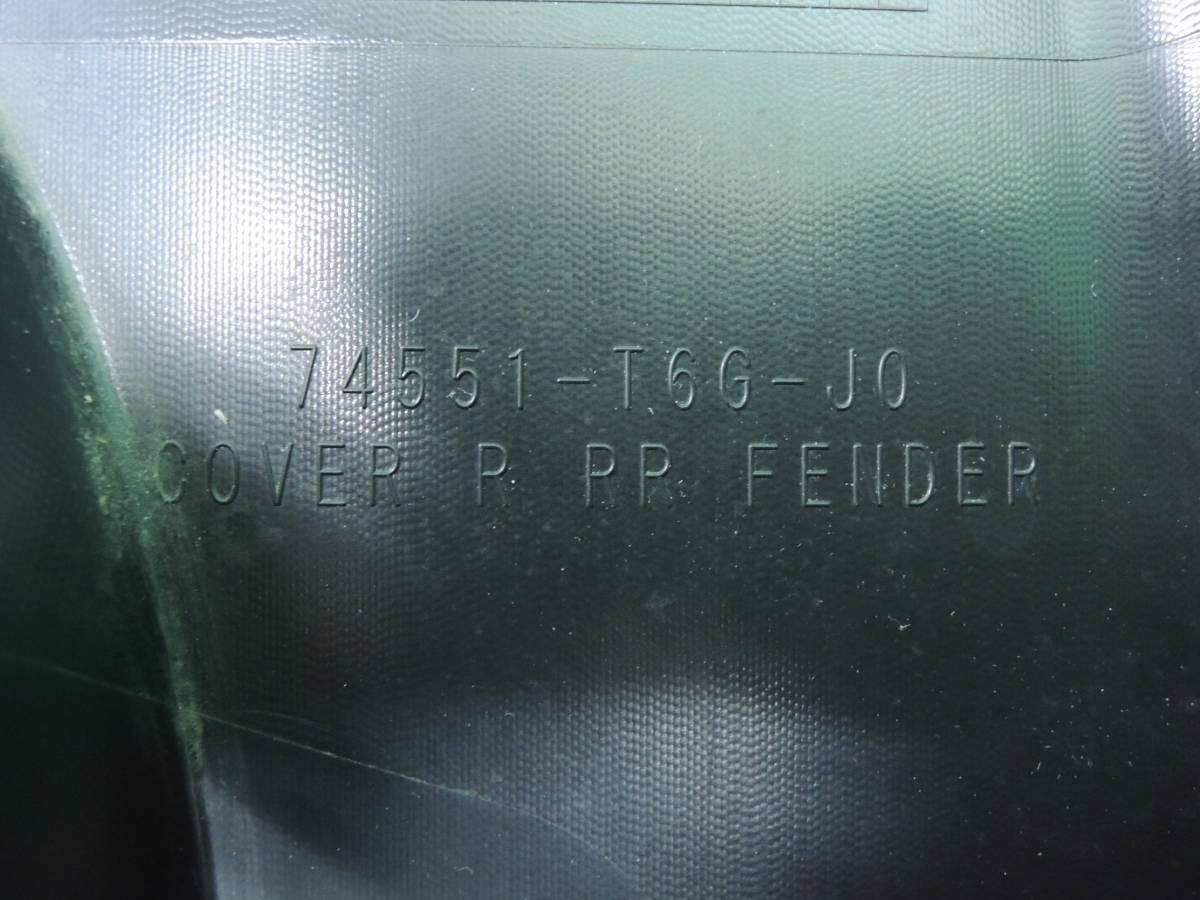 74551-T6G-J0
COVER R RR FENDER